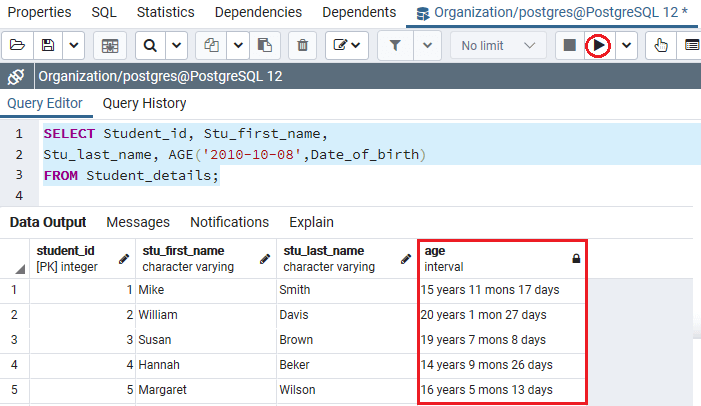 Properties SQL Statistics Dependencies Dependents Organization/postgres@PostgreSQL 12 *
No limit
Organization/postgres@PostgreSQL 12
Query Editor Query History
1 SELECT Student_id, Stu_first_name,
2 Stu_last_name, AGE('2010-10-08',Date_of_birth)
3 FROM Student_details;
4
Data Output Messages Notifications Explain
student_id stu_first_name stu_last_name age
[PK] integer character varying character varying interval
1 1 Mike Smith 15 years 11 mons 17 days
2 2 William Davis 20 years 1 mon 27 days
3 3 Susan Brown 19 years 7 mons 8 days
4 4 Hannah Beker 14 years 9 mons 26 days
5 5 Margaret Wilson 16 years 5 mons 13 days